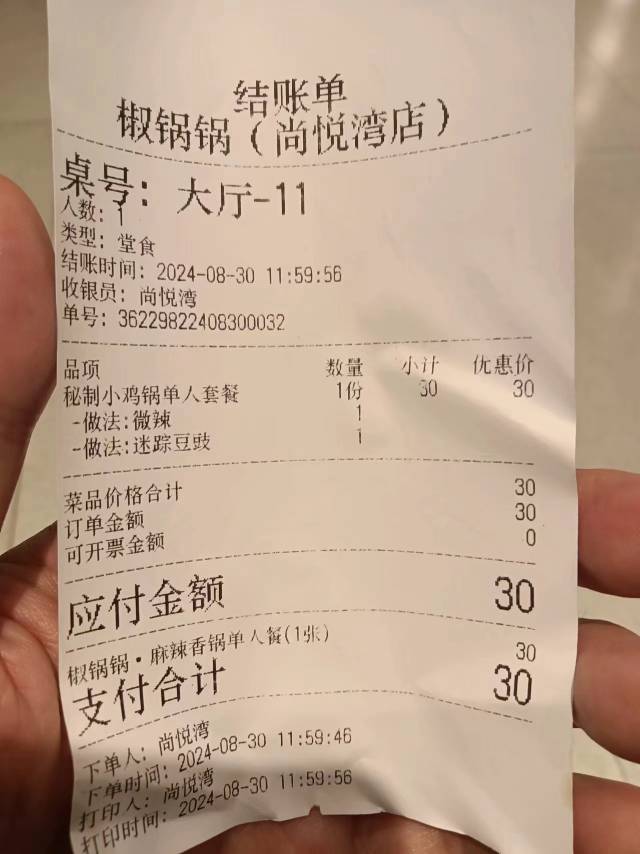 结账单
椒锅锅（尚悦湾店）
桌号：大厅-11
人数：1
类型：堂食
结账时间：2024-08-30 11:59:56
收银员：尚悦湾
单号：36229822408300032
品项 数量 小计 优惠价
秘制小鸡锅单人套餐 1份 30 30
-做法:微辣 1
-做法:迷踪豆豉 1
菜品价格合计 30
订单金额 30
可开票金额 0
应付金额 30
椒锅锅·麻辣香锅单人餐(1张) 30
支付合计 30
下单人：尚悦湾
下单时间：2024-08-30 11:59:46
打印人：尚悦湾
打印时间：2024-08-30 11:59:56